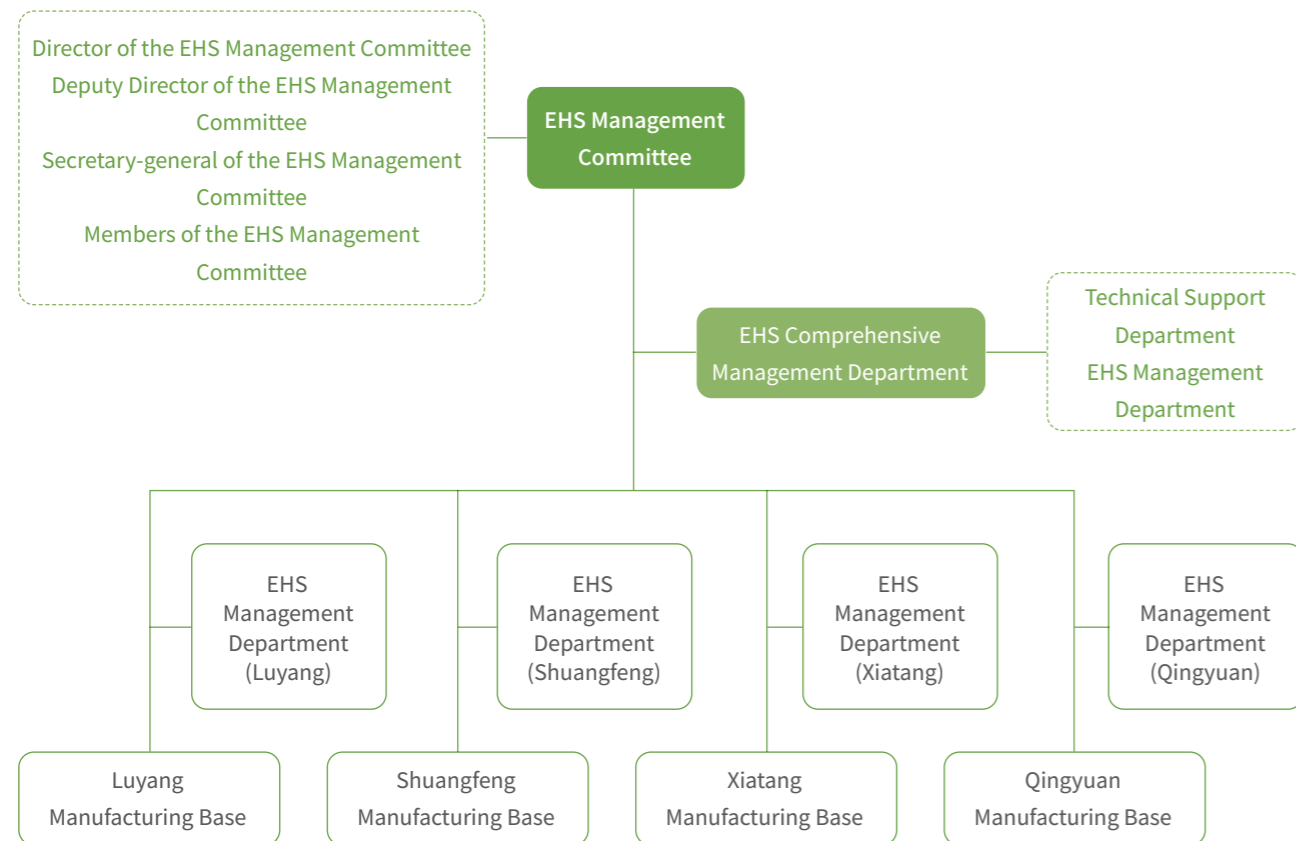 Director of the EHS Management Committee
Deputy Director of the EHS Management
Committee
Secretary-general of the EHS Management
Committee
Members of the EHS Management
Committee
EHS Management
Committee
EHS Comprehensive
Management Department
Technical Support
Department
EHS Management
Department
EHS
Management
Department
(Luyang)
EHS
Management
Department
(Shuangfeng)
EHS
Management
Department
(Xiatang)
EHS
Management
Department
(Qingyuan)
Luyang
Manufacturing Base
Shuangfeng
Manufacturing Base
Xiatang
Manufacturing Base
Qingyuan
Manufacturing Base